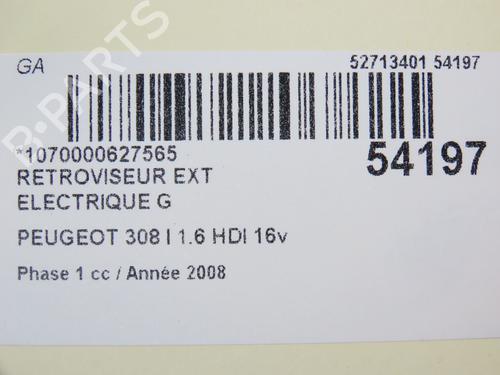 GA
52713401 54197
B-PARTS
*1070000627565
54197
RETROVISEUR EXT
ELECTRIQUE G
PEUGEOT 308 I 1.6 HDI 16v
Phase 1 cc / Année 2008